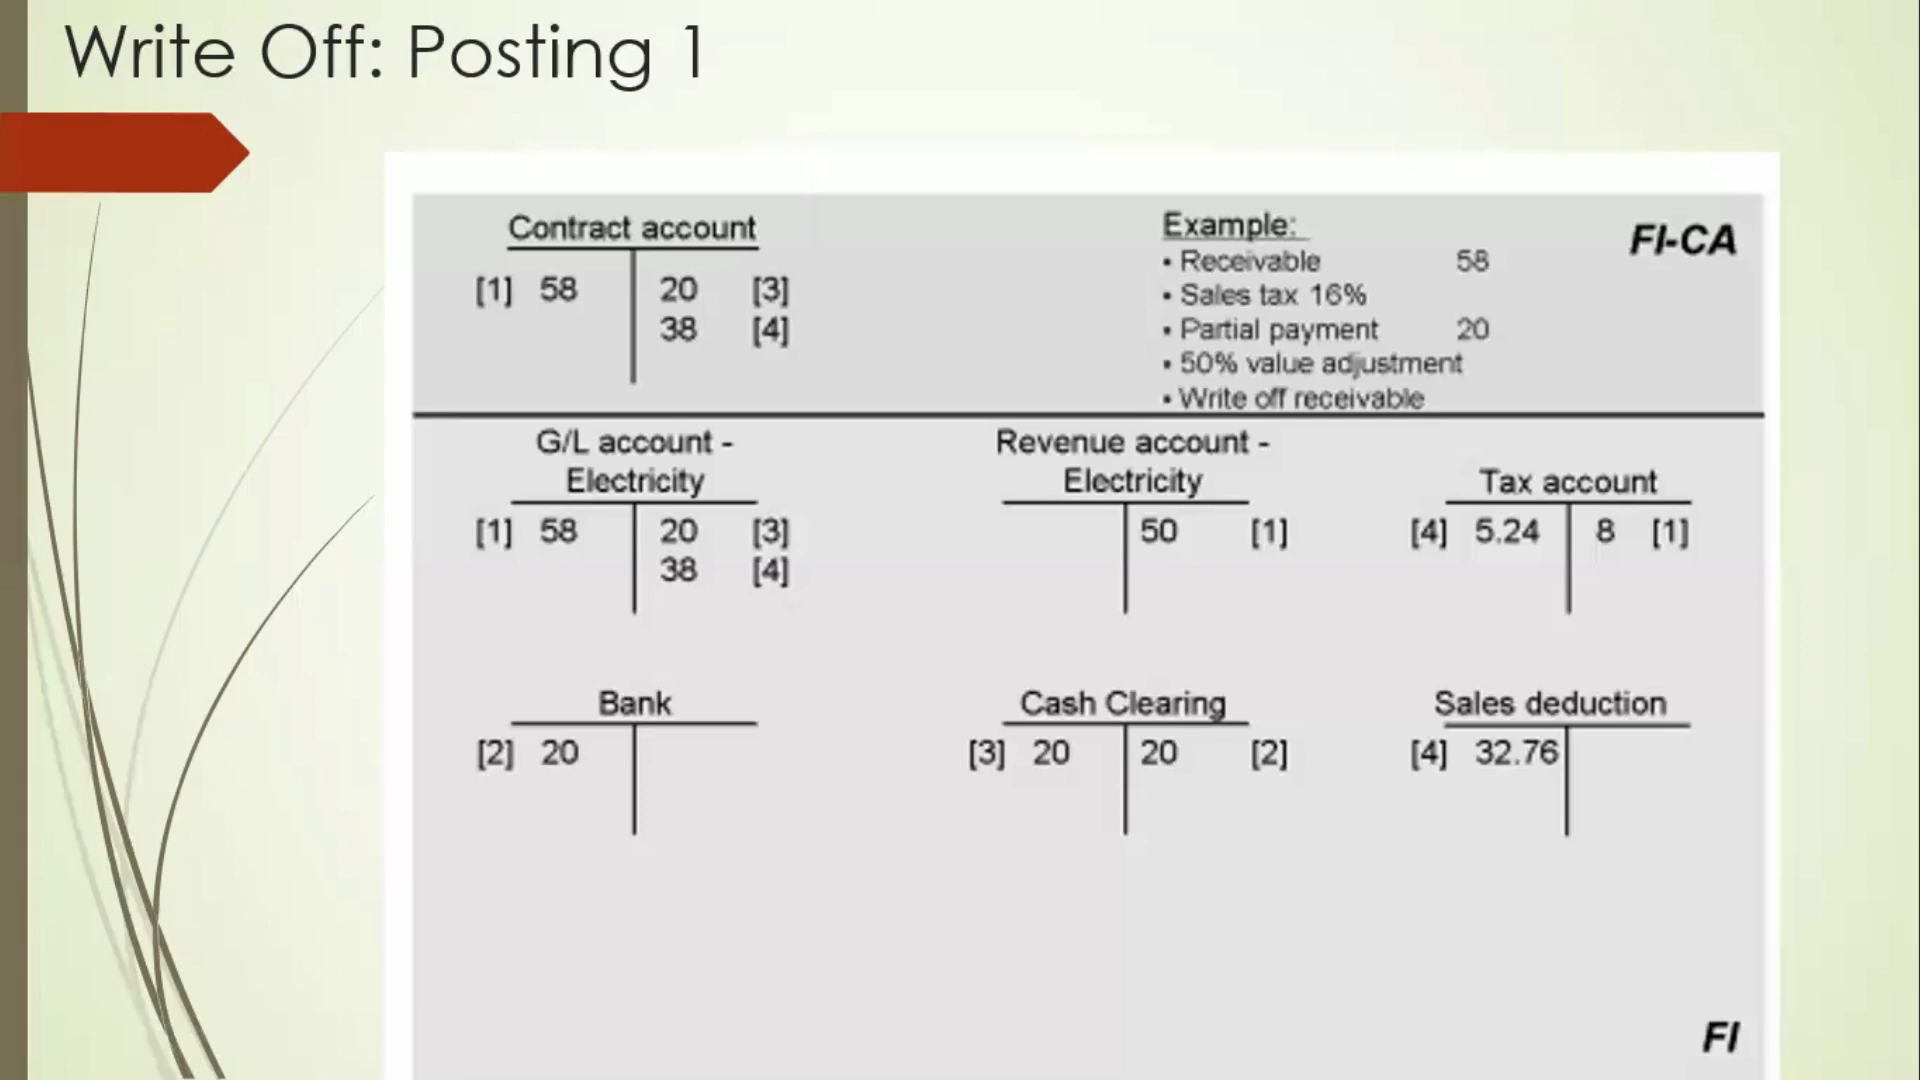 Write Off: Posting 1
Contract account
[1] 58 20 [3]
38 [4]
Example:
• Receivable 58
• Sales tax 16%
• Partial payment 20
• 50% value adjustment
• Write off receivable
FI-CA
G/L account -
Electricity
[1] 58 20 [3]
38 [4]
Revenue account -
Electricity
50 [1]
Tax account
[4] 5.24 8 [1]
Bank
[2] 20
Cash Clearing
[3] 20 20 [2]
Sales deduction
[4] 32.76
FI